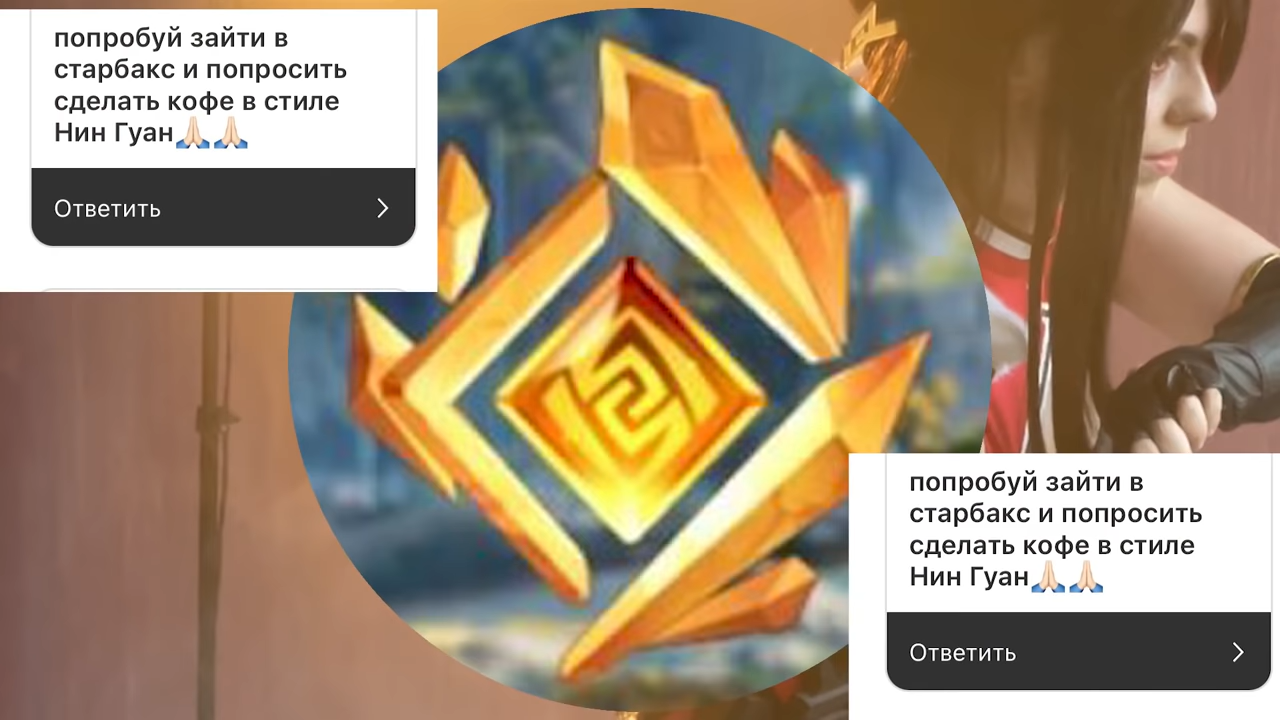 попробуй зайти в
старбакс и попросить
сделать кофе в стиле
Нин Гуан🙏🏻🙏🏻
Ответить
попробуй зайти в
старбакс и попросить
сделать кофе в стиле
Нин Гуан🙏🏻🙏🏻
Ответить